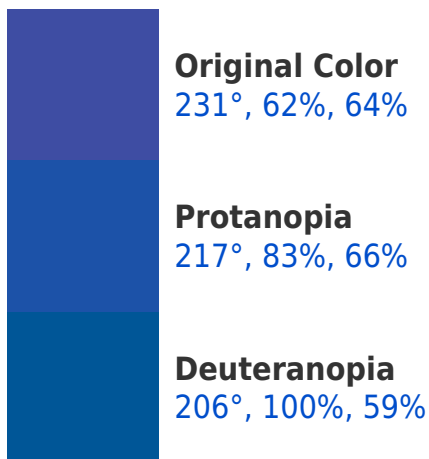 Original Color
231°, 62%, 64%
Protanopia
217°, 83%, 66%
Deuteranopia
206°, 100%, 59%